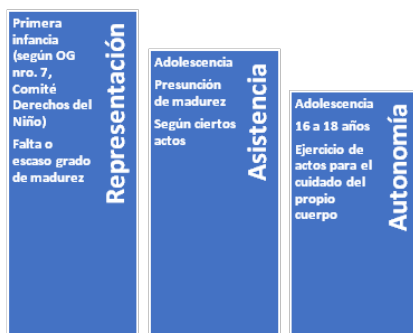 Primera
infancia
(según OG
nro. 7,
Comité
Derechos del
Niño)
Falta o
escaso grado
de madurez
Representación
Adolescencia
Presunción
de madurez
Según ciertos
actos
Asistencia
Adolescencia
16 a 18 años
Ejercicio de
actos para el
cuidado del
propio
cuerpo
Autonomía